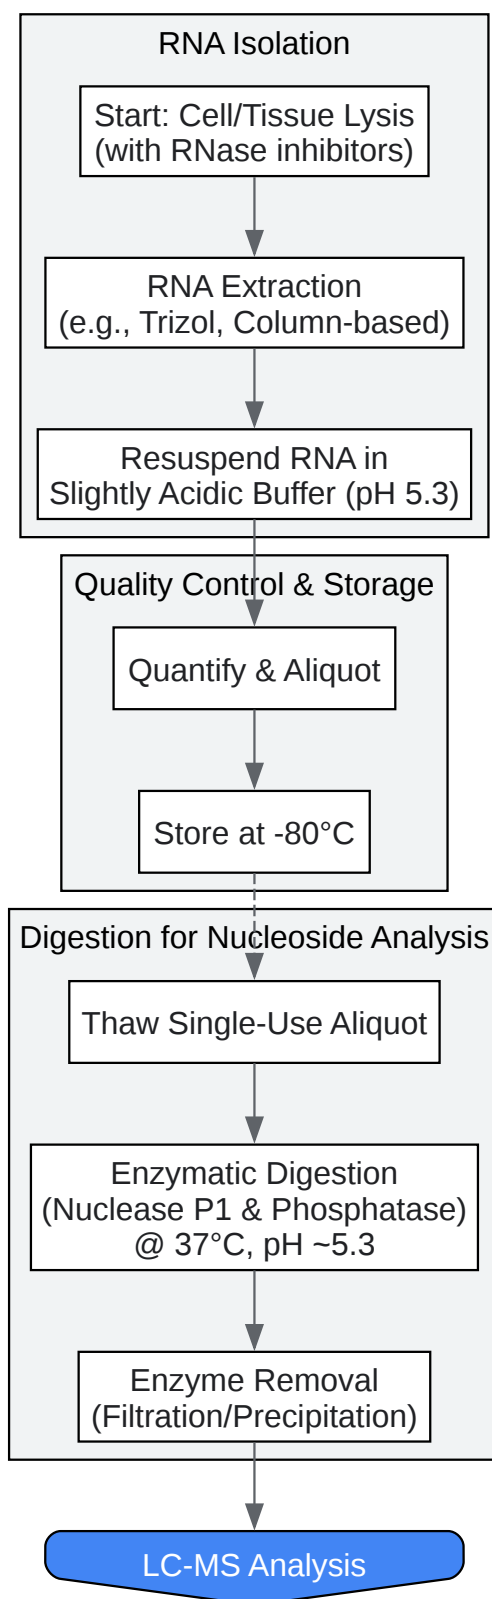 RNA Isolation
Start: Cell/Tissue Lysis
(with RNase inhibitors)
RNA Extraction
(e.g., Trizol, Column-based)
Resuspend RNA in
Slightly Acidic Buffer (pH 5.3)
Quality Control & Storage
Quantify & Aliquot
Store at -80°C
Digestion for Nucleoside Analysis
Thaw Single-Use Aliquot
Enzymatic Digestion
(Nuclease P1 & Phosphatase)
@ 37°C, pH ~5.3
Enzyme Removal
(Filtration/Precipitation)
LC-MS Analysis